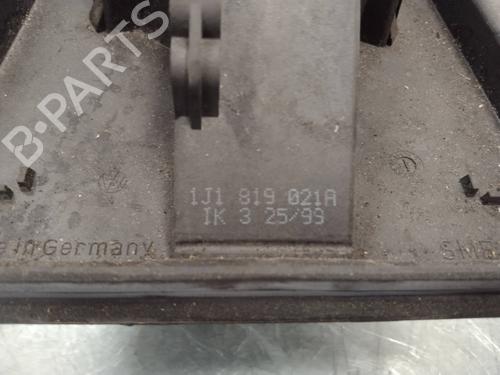 B-PARTS
1J1 819 021A
IK 3 25/99
in Germany